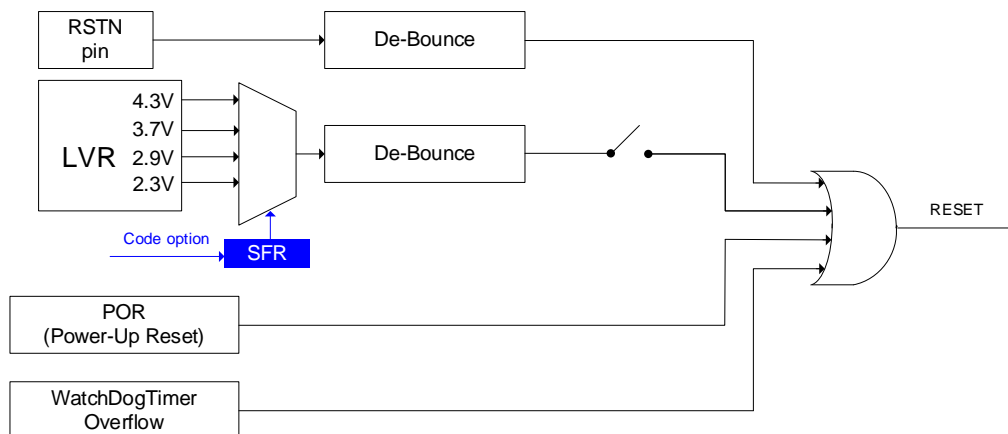 RSTN
pin
De-Bounce
4.3V
3.7V
LVR
2.9V
2.3V
De-Bounce
Code option
SFR
RESET
POR
(Power-Up Reset)
WatchDogTimer
Overflow